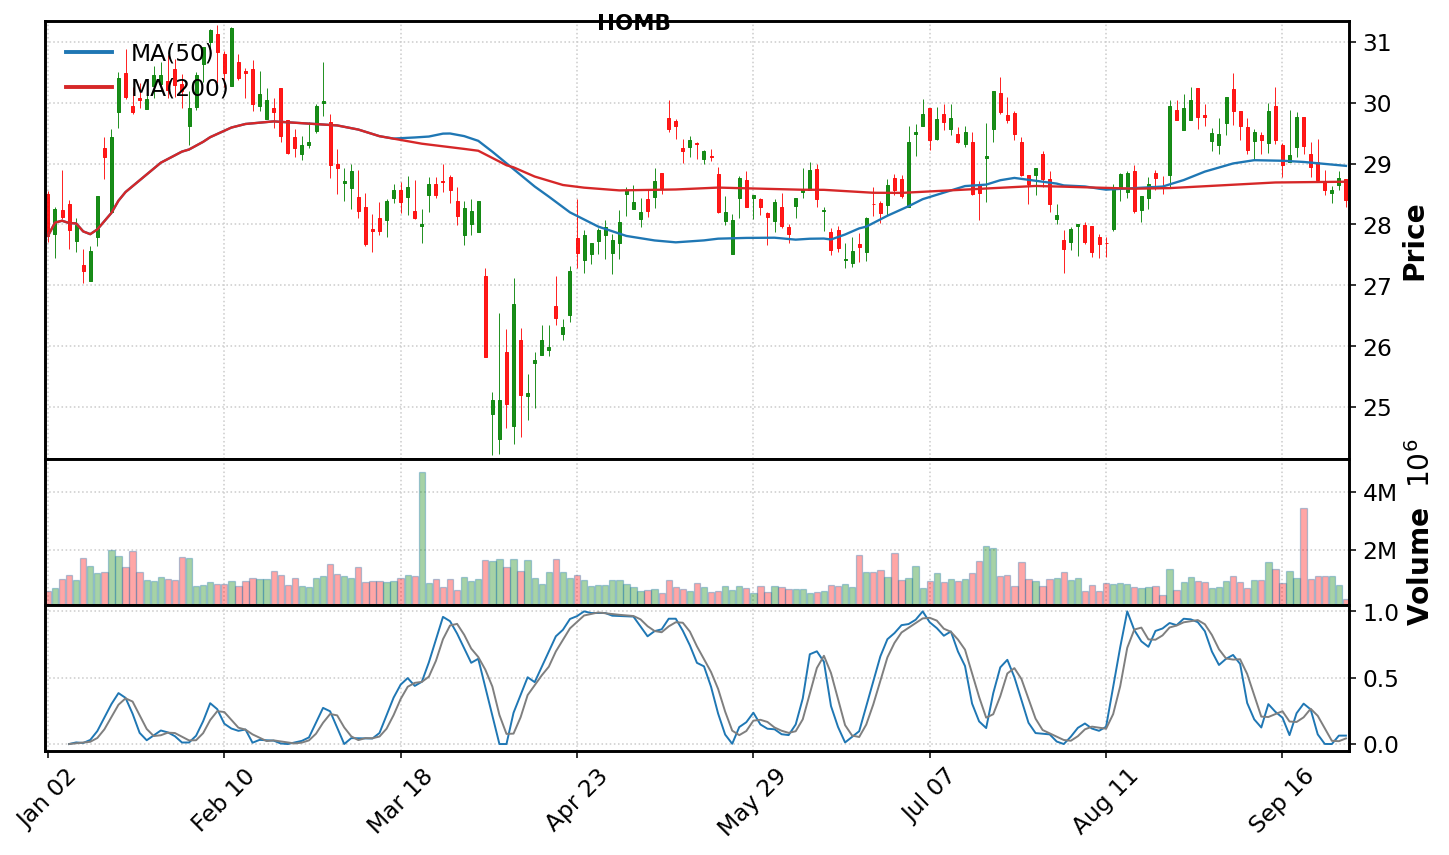 HOMB
MA(50)
MA(200)
31
30
29
28
27
26
25
Price
4M
2M
Volume 10⁶
1.0
0.5
0.0
Jan 02
Feb 10
Mar 18
Apr 23
May 29
Jul 07
Aug 11
Sep 16